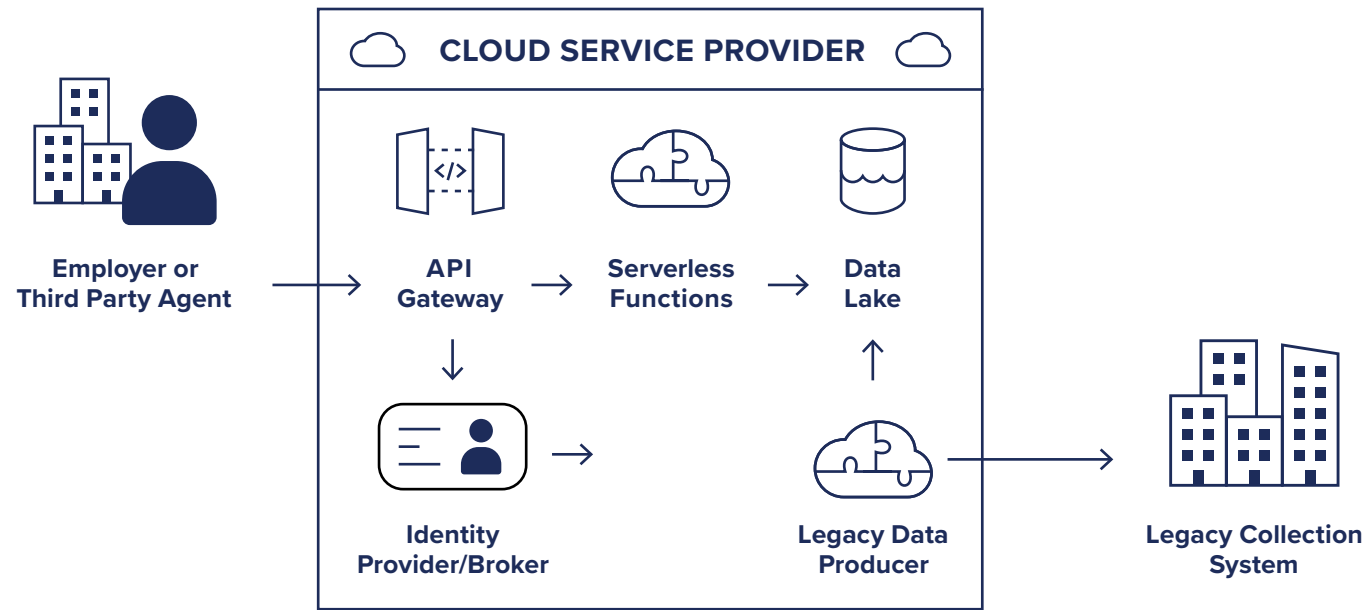 CLOUD SERVICE PROVIDER
</>
Employer or
Third Party Agent
API
Gateway
Serverless
Functions
Data
Lake
Identity
Provider/Broker
Legacy Data
Producer
Legacy Collection
System